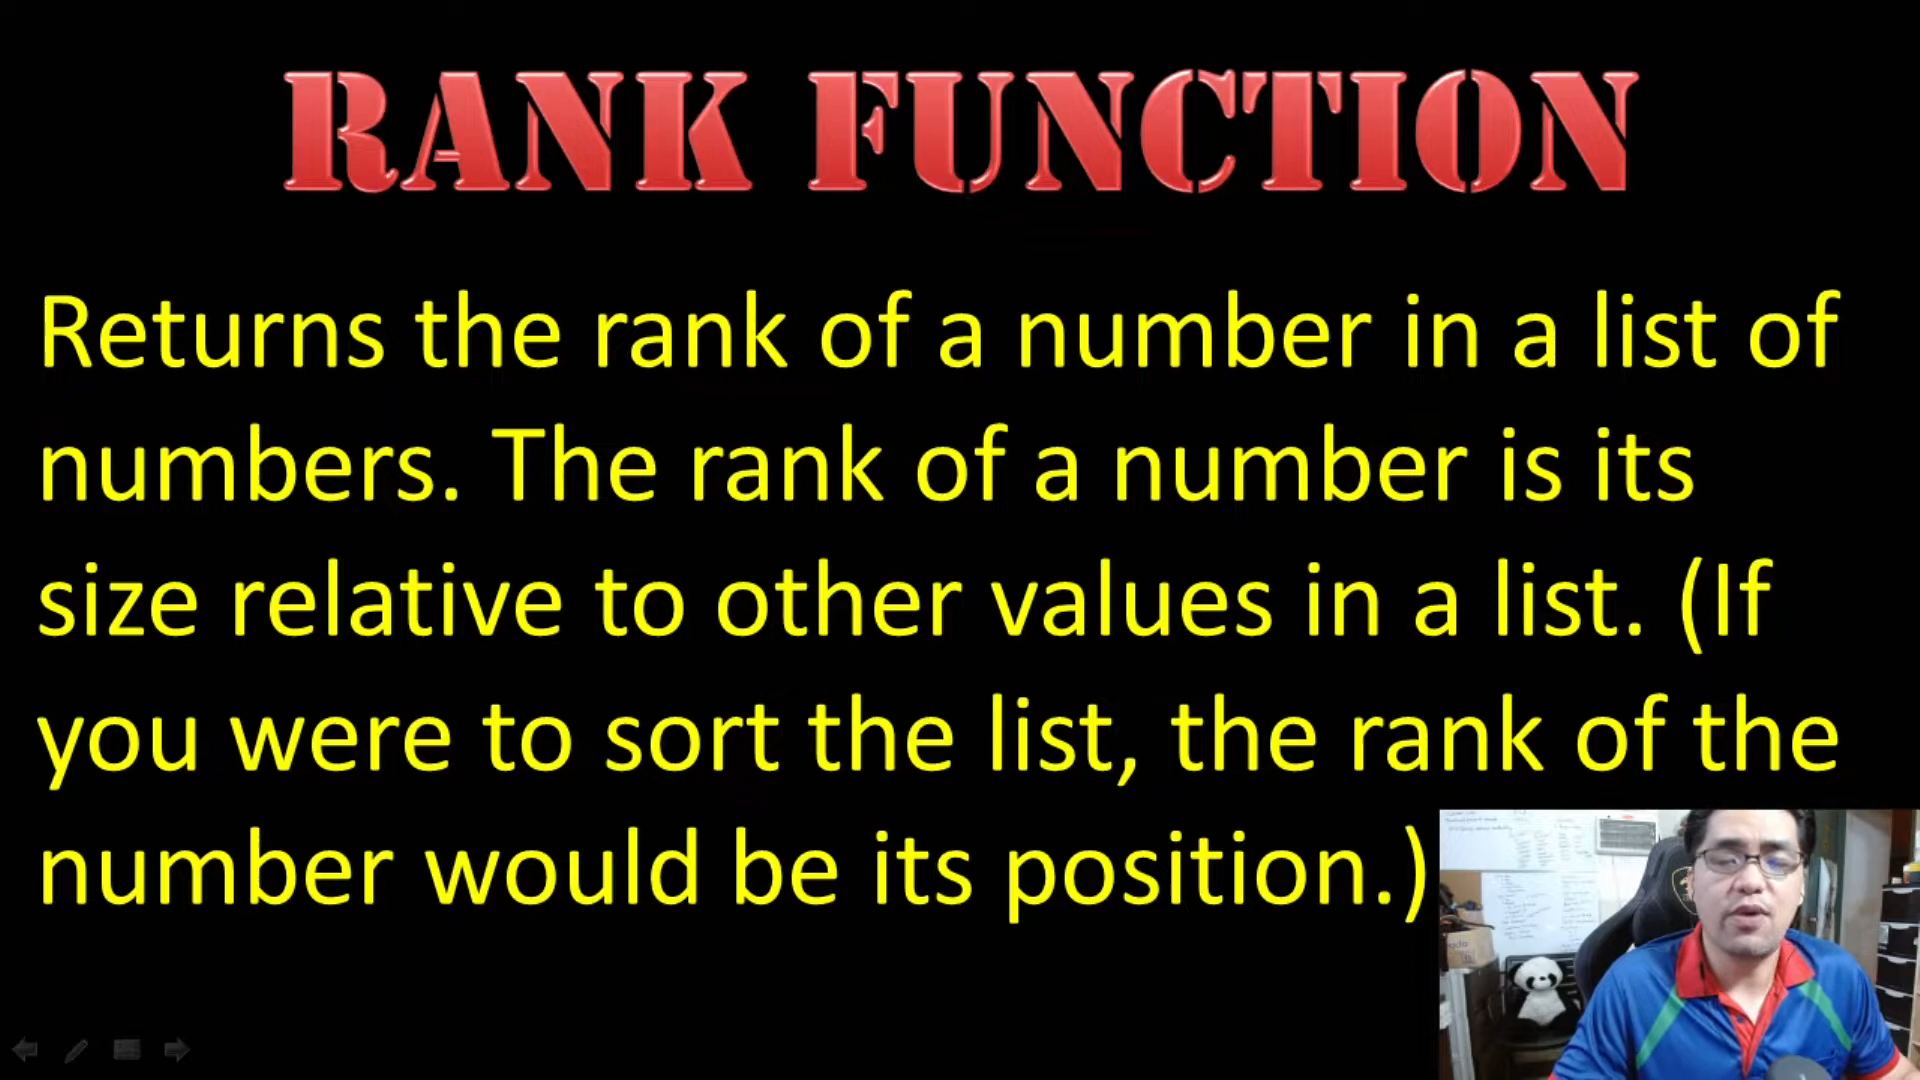 RANK FUNCTION
Returns the rank of a number in a list of
numbers. The rank of a number is its
size relative to other values in a list. (If
you were to sort the list, the rank of the
number would be its position.)